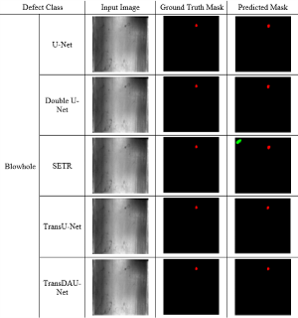 Defect Class Input Image Ground Truth Mask Predicted Mask
U-Net
Double U-
Net
Blowhole SETR
TransU-Net
TransDAU-
Net